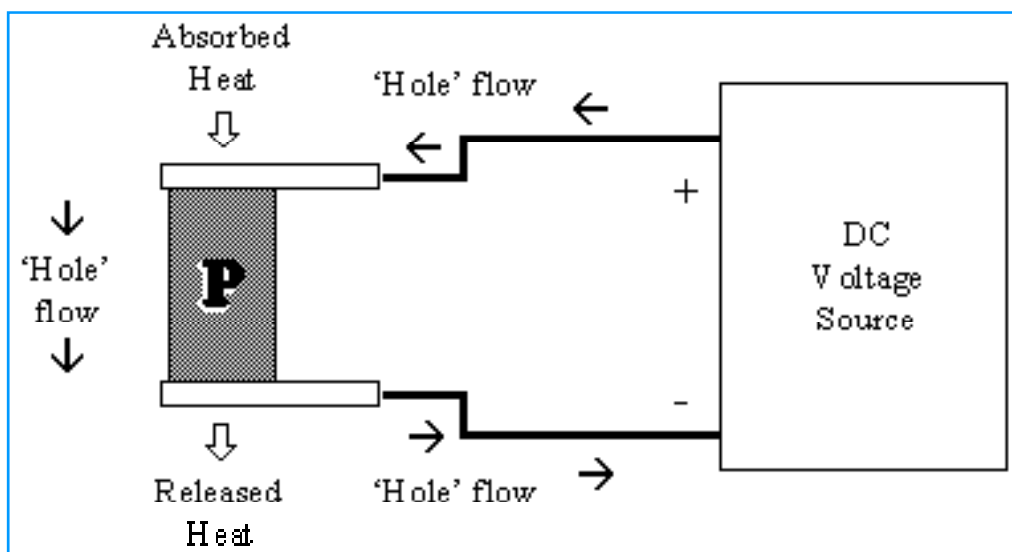 Absorbed
Heat
‘Hole’ flow
+
DC
Voltage
Source
‘Hole’
flow
P
-
‘Hole’ flow
Released
Heat